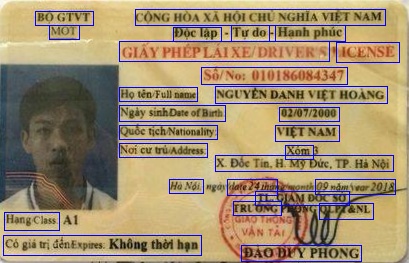 BỘ GTVT
MOT
CỘNG HÒA XÃ HỘI CHỦ NGHĨA VIỆT NAM
Độc lập - Tự do - Hạnh phúc
GIẤY PHÉP LÁI XE/DRIVER'S LICENSE
Số/No: 010186084347
Họ tên/Full name: NGUYỄN DANH VIỆT HOÀNG
Ngày sinh/Date of Birth: 02/07/2000
Quốc tịch/Nationality: VIỆT NAM
Nơi cư trú/Address: Xóm 3
X. Đốc Tín, H. Mỹ Đức, TP. Hà Nội
Hà Nội, ngày/date 24 tháng/month 09 năm/year 2018
TL. GIÁM ĐỐC SỞ
TRƯỞNG PHÒNG QLPT&NL
Hạng/Class A1
GIAO THÔNG
VẬN TẢI
Có giá trị đến/Expires: Không thời hạn
ĐÀO DUY PHONG